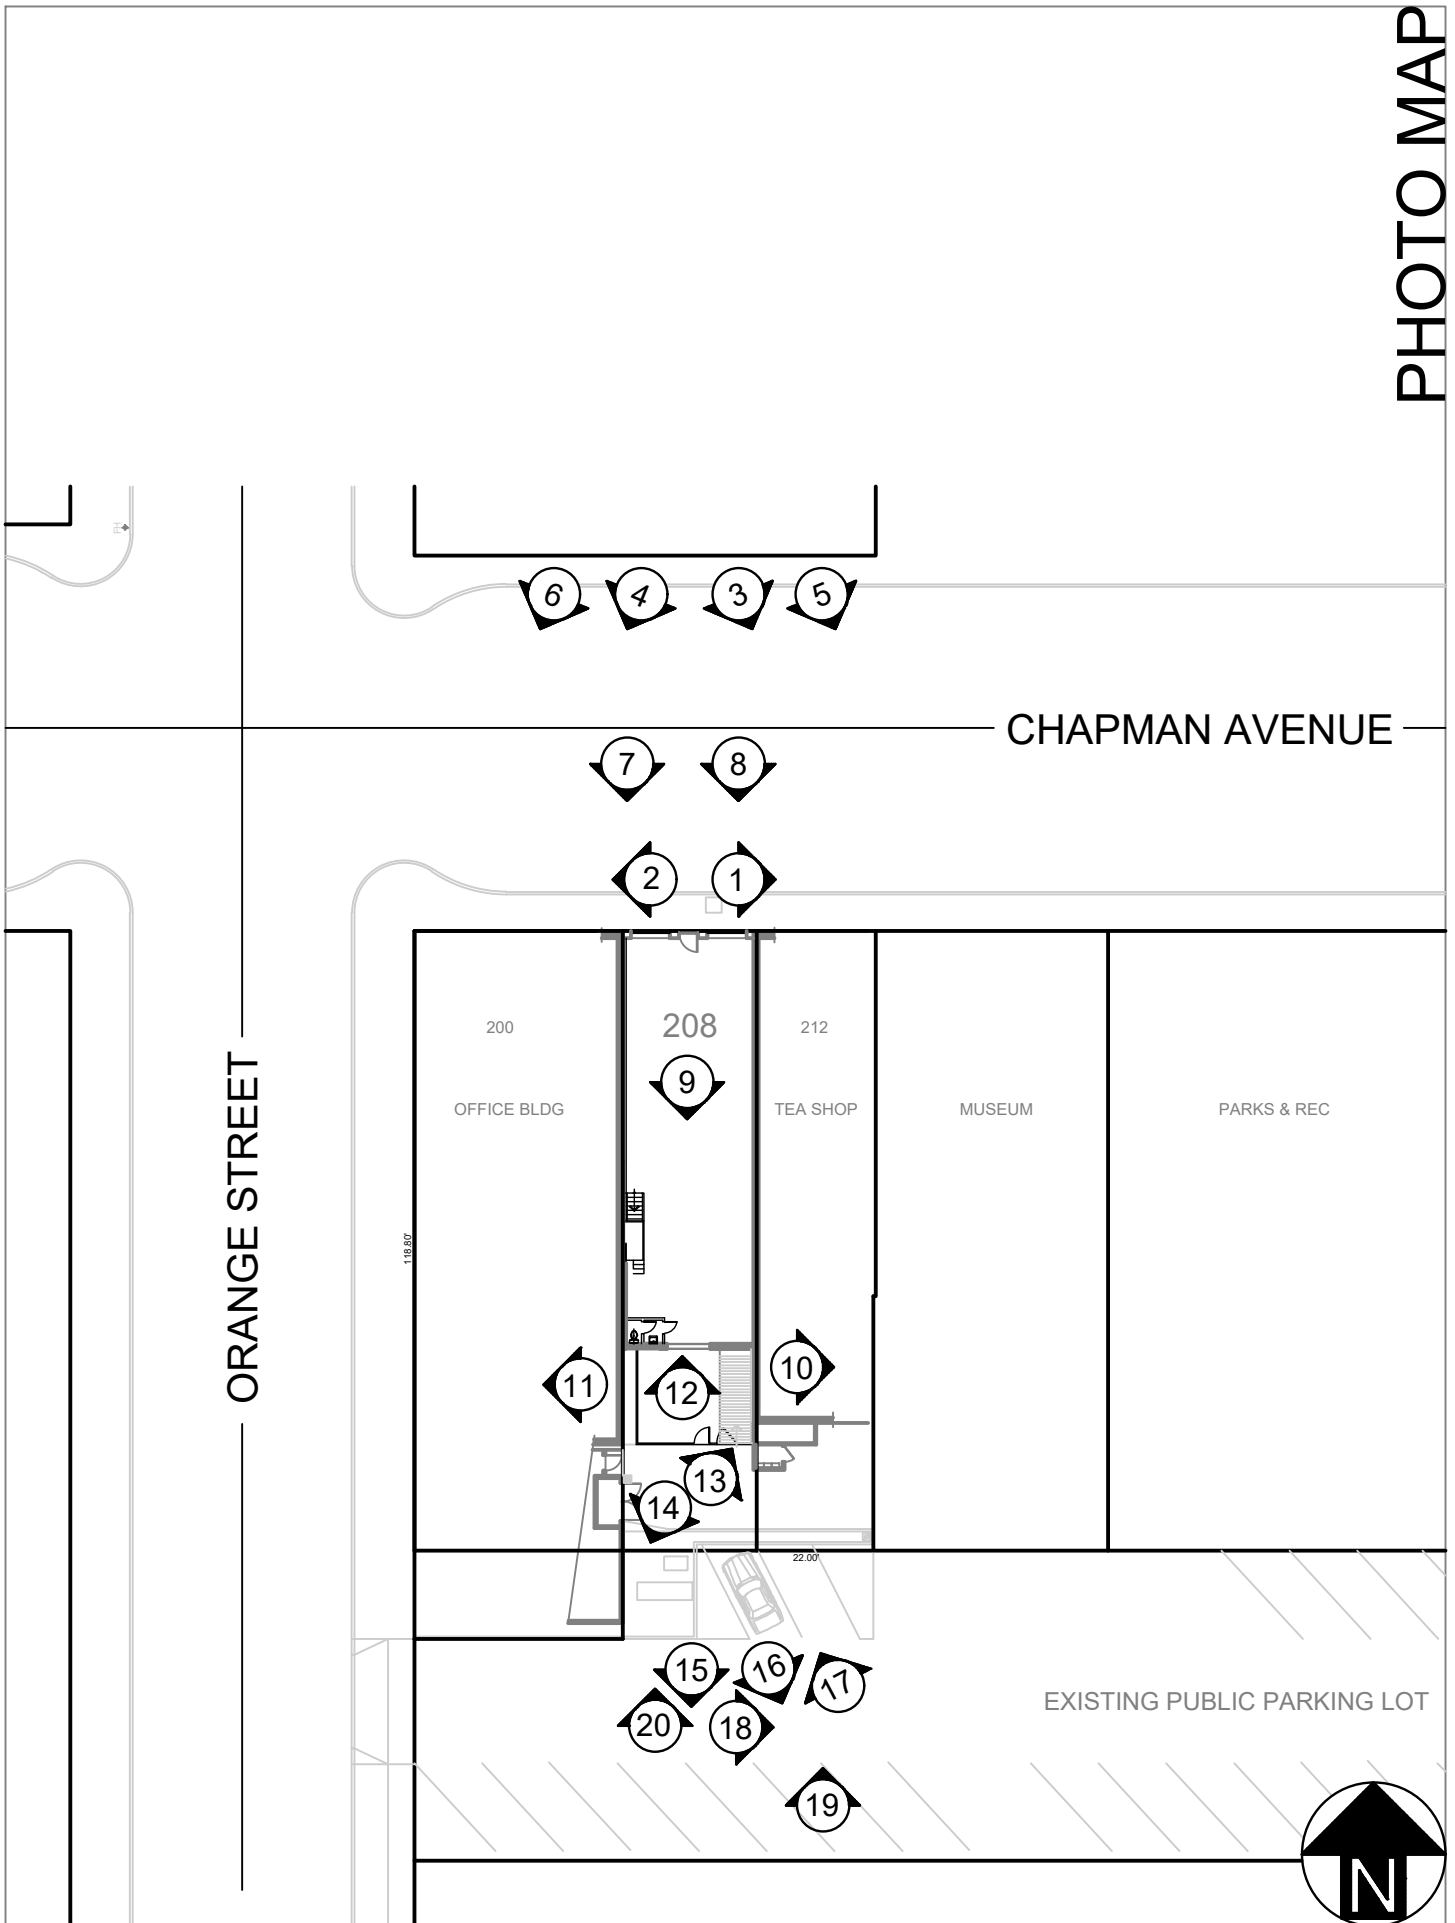 PHOTO MAP
FH
6
4
3
5
CHAPMAN AVENUE
7
8
2
1
200
208
212
9
OFFICE BLDG
TEA SHOP
MUSEUM
PARKS & REC
ORANGE STREET
118.80'
11
12
10
13
14
22.00'
15
16
17
20
18
EXISTING PUBLIC PARKING LOT
19
N